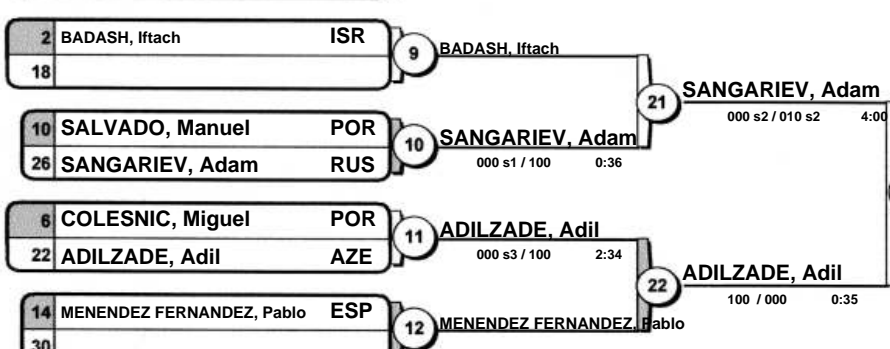 2 BADASH, Iftach ISR
18
9
BADASH, Iftach
10 SALVADO, Manuel POR
26 SANGARIEV, Adam RUS
10
SANGARIEV, Adam
000 s1 / 100 0:36
21
SANGARIEV, Adam
000 s2 / 010 s2 4:00
6 COLESNIC, Miguel POR
22 ADILZADE, Adil AZE
11
ADILZADE, Adil
000 s3 / 100 2:34
14 MENENDEZ FERNANDEZ, Pablo ESP
30
12
MENENDEZ FERNANDEZ, Pablo
22
ADILZADE, Adil
100 / 000 0:35